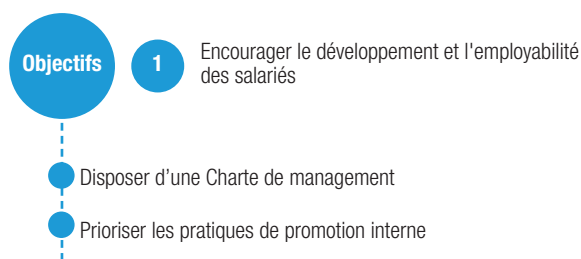 Objectifs
1
Encourager le développement et l'employabilité
des salariés
Disposer d’une Charte de management
Prioriser les pratiques de promotion interne